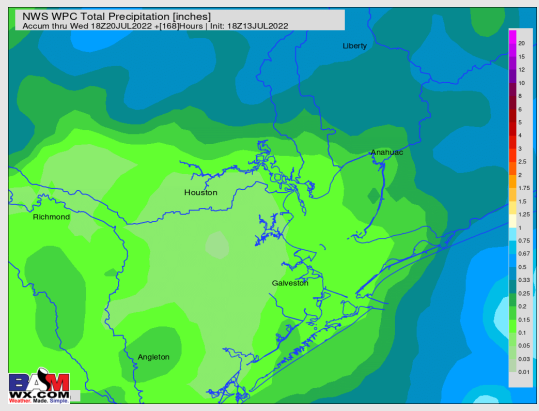 NWS WPC Total Precipitation [inches]
Accum thru Wed 18Z20JUL2022 +[168]Hours | Init: 18Z13JUL2022
Liberty
Anahuac
Houston
Richmond
Galveston
Angleton
20
15
12
10
8
6
5
4
3
2.5
2
1.75
1.5
1.25
1
0.75
0.67
0.5
0.33
0.25
0.2
0.15
0.1
0.05
0.03
0.01
BAM
WX.COM
Weather. Made. Simple.